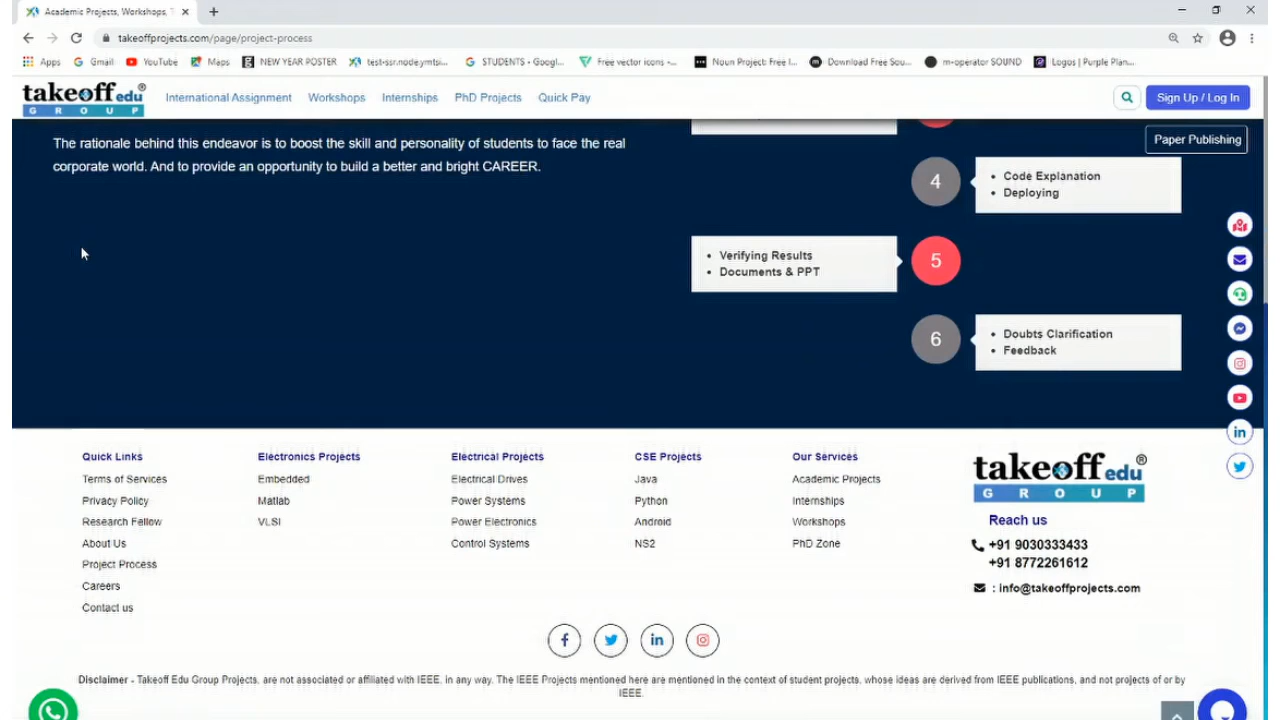 Academic Projects, Workshops, T
takeoffprojects.com/page/project-process
Apps Gmail YouTube Maps NEW YEAR POSTER test-ssr.node.ymtsi... STUDENTS - Googl... Free vector icons -... Noun Project: Free I... Download Free Sou... m-operator SOUND Logos | Purple Plan...
takeoff edu®
GROUP
International Assignment Workshops Internships PhD Projects Quick Pay
Sign Up / Log In
Paper Publishing
The rationale behind this endeavor is to boost the skill and personality of students to face the real
corporate world. And to provide an opportunity to build a better and bright CAREER.
4
• Code Explanation
• Deploying
• Verifying Results
• Documents & PPT
5
6
• Doubts Clarification
• Feedback
Quick Links
Terms of Services
Privacy Policy
Research Fellow
About Us
Project Process
Careers
Contact us
Electronics Projects
Embedded
Matlab
VLSI
Electrical Projects
Electrical Drives
Power Systems
Power Electronics
Control Systems
CSE Projects
Java
Python
Android
NS2
Our Services
Academic Projects
Internships
Workshops
PhD Zone
takeoff edu®
GROUP
Reach us
+91 9030333433
+91 8772261612
: info@takeoffprojects.com
Disclaimer - Takeoff Edu Group Projects, are not associated or affiliated with IEEE, in any way. The IEEE Projects mentioned here are mentioned in the context of student projects, whose ideas are derived from IEEE publications, and not projects of or by
IEEE.